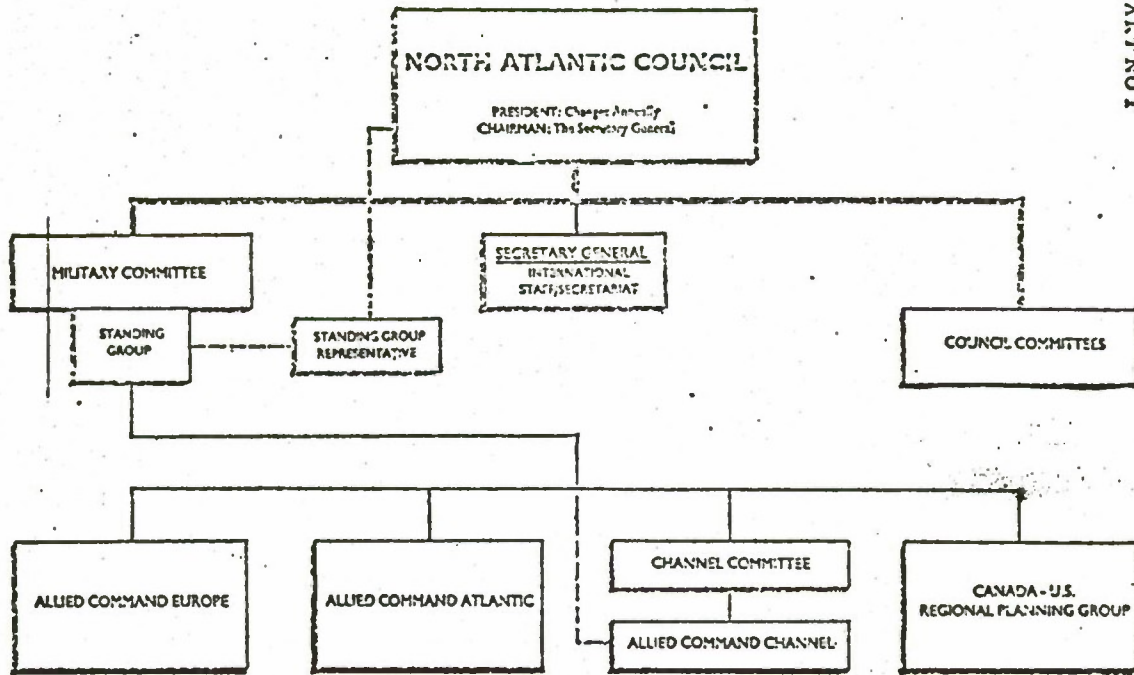 NORTH ATLANTIC COUNCIL
PRESIDENT: Changes Annually
CHAIRMAN: The Secretary General
MILITARY COMMITTEE
SECRETARY GENERAL
INTERNATIONAL
STAFF/SECRETARIAT
STANDING
GROUP
STANDING GROUP
REPRESENTATIVE
COUNCIL COMMITTEES
ALLIED COMMAND EUROPE
ALLIED COMMAND ATLANTIC
CHANNEL COMMITTEE
ALLIED COMMAND CHANNEL
CANADA - U.S.
REGIONAL PLANNING GROUP